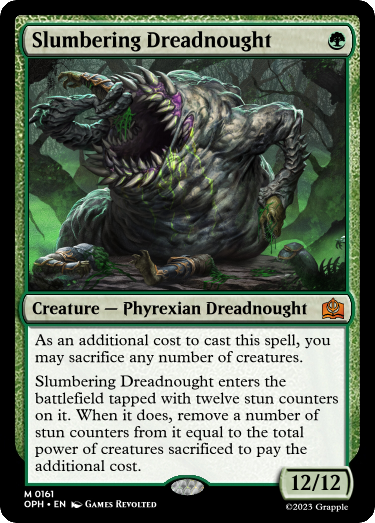 Slumbering Dreadnought
Creature — Phyrexian Dreadnought
As an additional cost to cast this spell, you
may sacrifice any number of creatures.
Slumbering Dreadnought enters the
battlefield tapped with twelve stun counters
on it. When it does, remove a number of
stun counters from it equal to the total
power of creatures sacrificed to pay the
additional cost.
12/12
M 0161
OPH • EN Games Revolted
©2023 Grapple